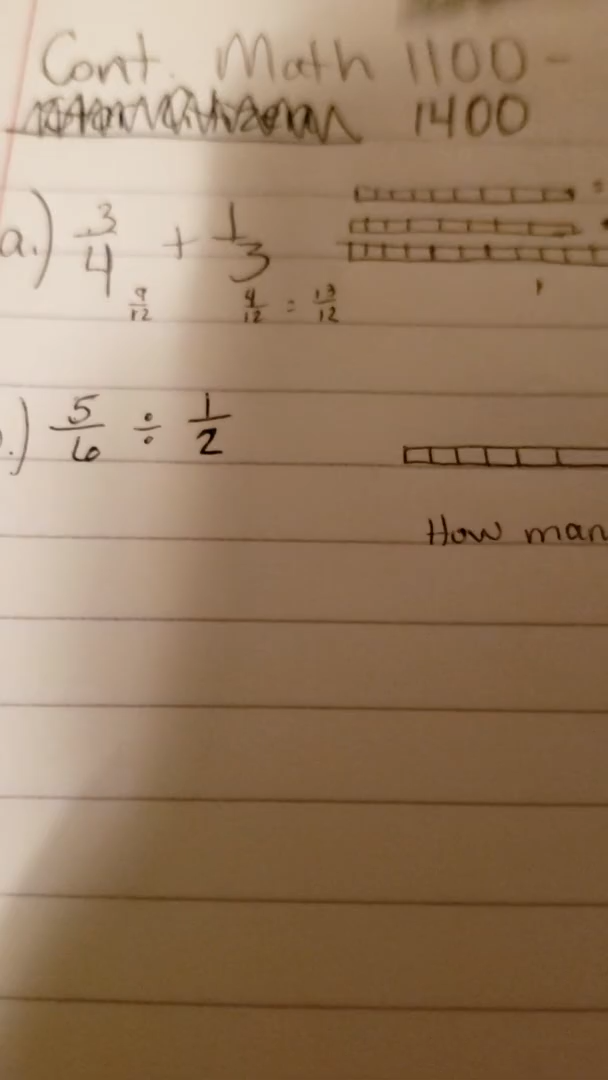 Cont. Math 1100 -
1400
a.) 3/4 + 1/3
9/12 4/12 = 13/12
.) 5/6 ÷ 1/2
How man